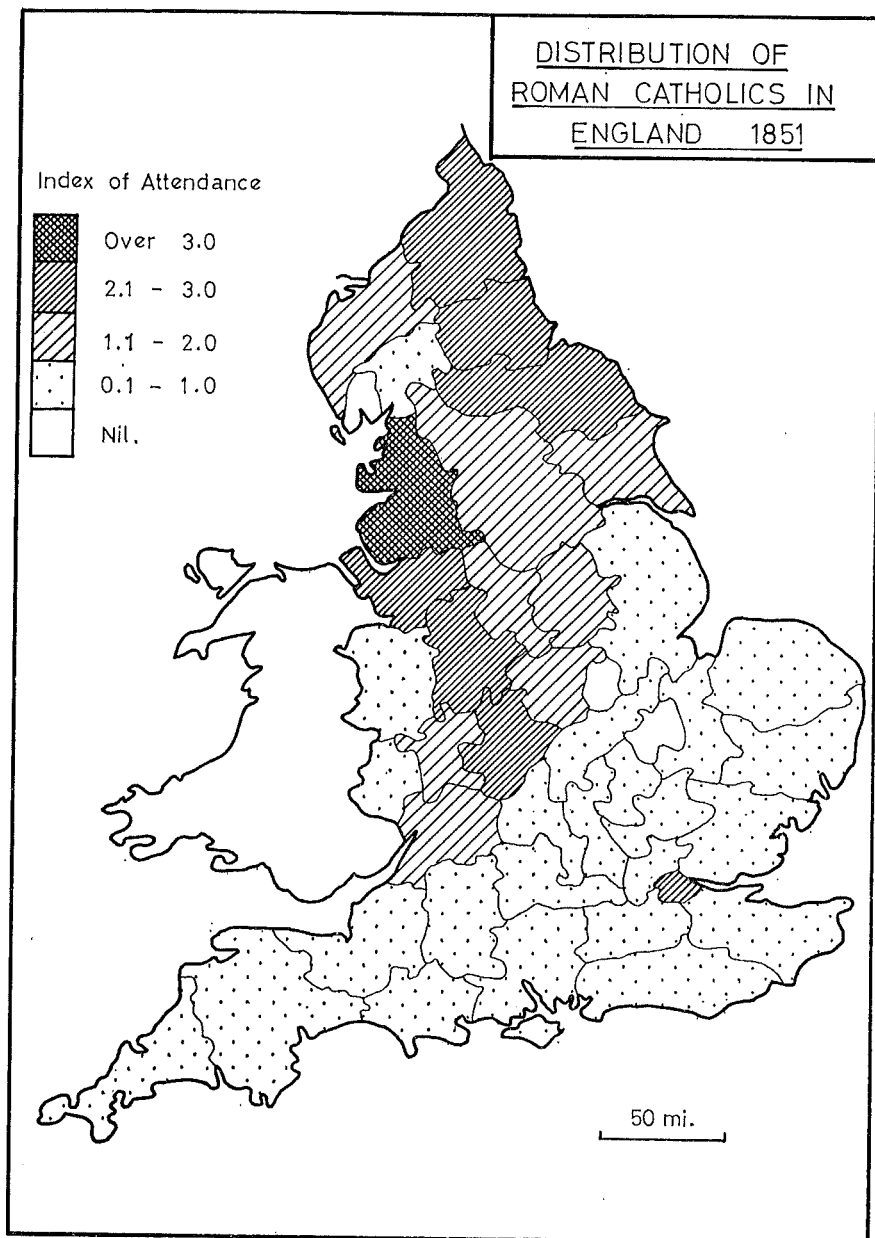 DISTRIBUTION OF
ROMAN CATHOLICS IN
ENGLAND 1851
Index of Attendance
Over 3.0
2.1 - 3.0
1.1 - 2.0
0.1 - 1.0
Nil.
50 mi.